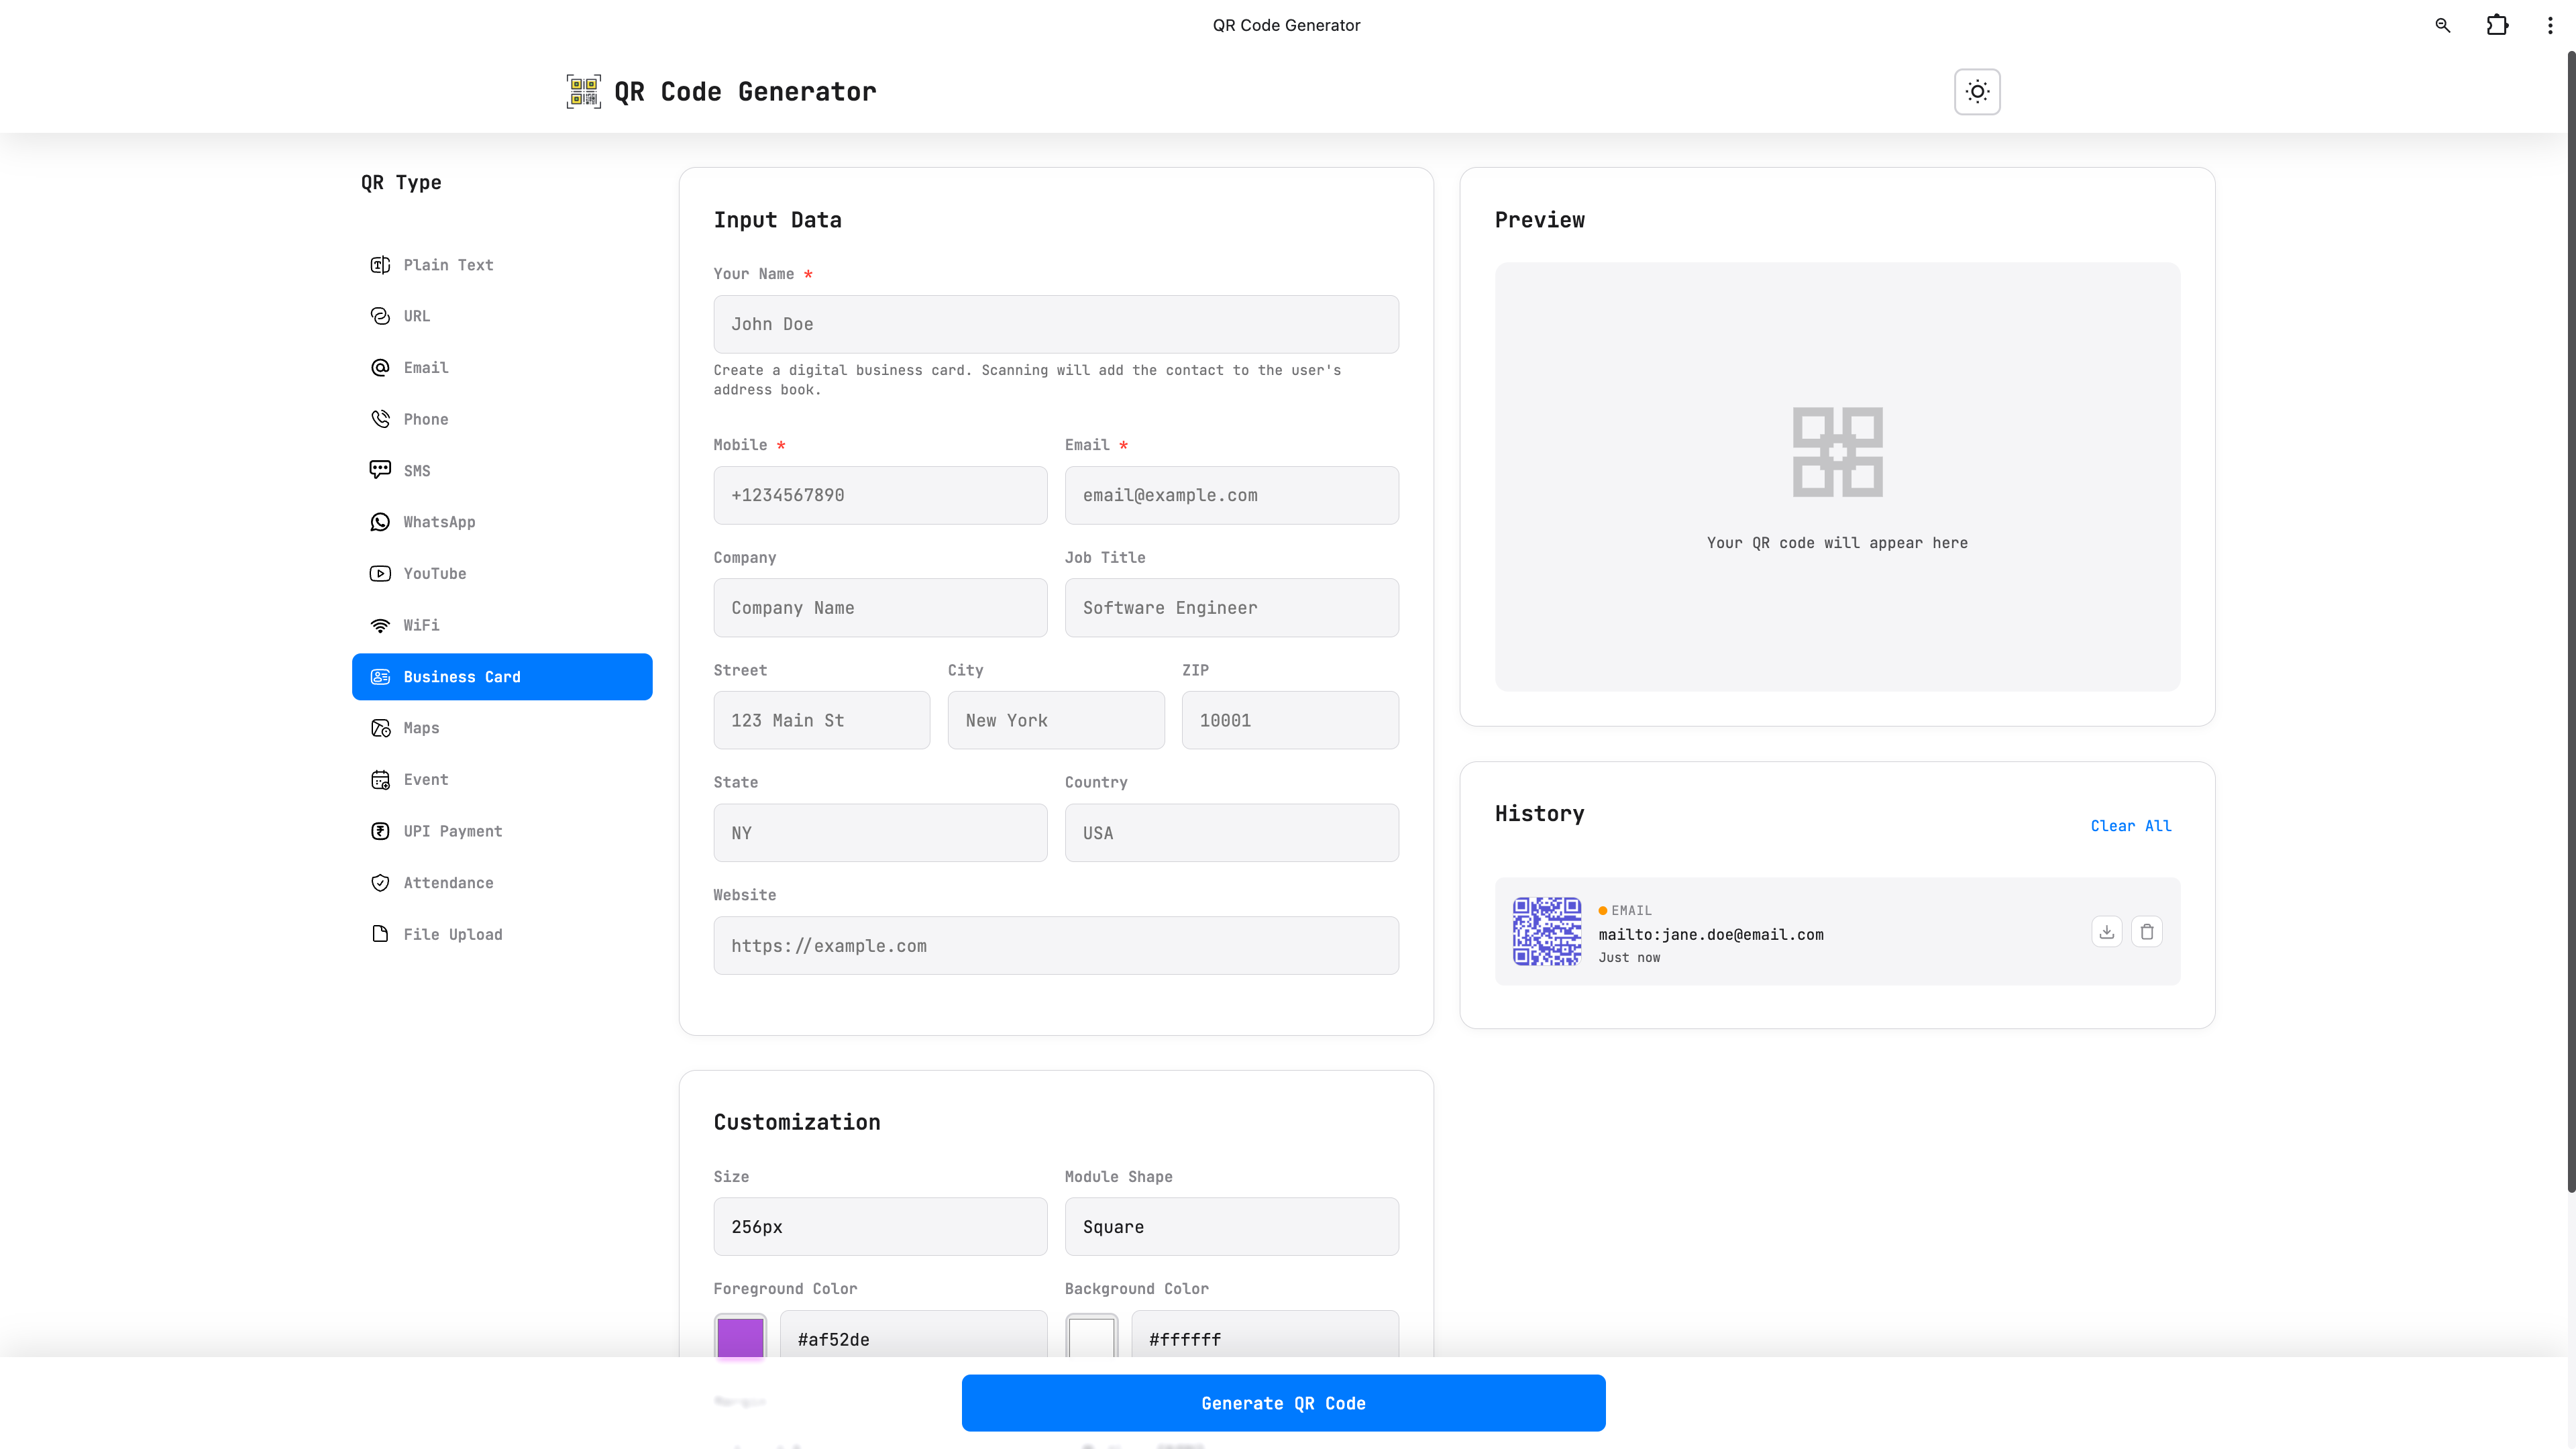 QR Code Generator
QR Code Generator
QR Type
Plain Text
URL
Email
Phone
SMS
WhatsApp
YouTube
WiFi
Business Card
Maps
Event
UPI Payment
Attendance
File Upload
Input Data
Your Name *
John Doe
Create a digital business card. Scanning will add the contact to the user's
address book.
Mobile *
Email *
+1234567890
email@example.com
Company
Job Title
Company Name
Software Engineer
Street
City
ZIP
123 Main St
New York
10001
State
Country
NY
USA
Website
https://example.com
Customization
Size
Module Shape
256px
Square
Foreground Color
Background Color
#af52de
#ffffff
Generate QR Code
Preview
Your QR code will appear here
History
Clear All
EMAIL
mailto:jane.doe@email.com
Just now